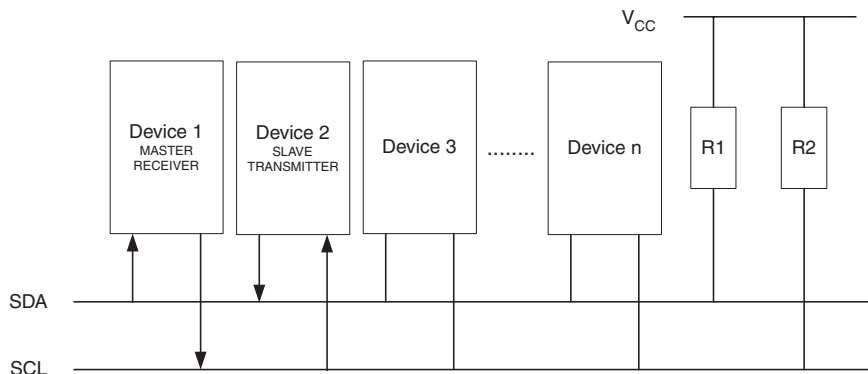 V_CC
Device 1
MASTER
RECEIVER
Device 2
SLAVE
TRANSMITTER
Device 3
........
Device n
R1
R2
SDA
SCL